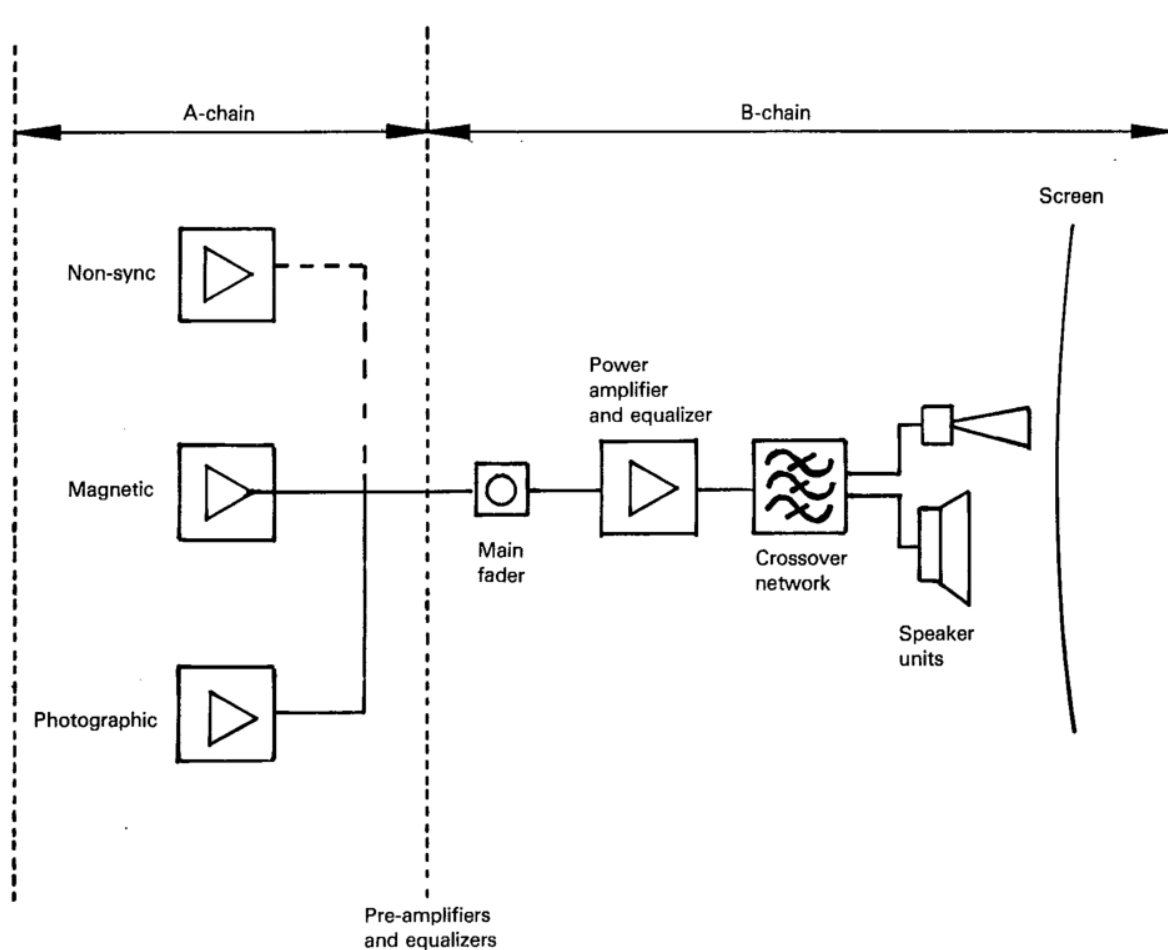 A-chain
B-chain
Screen
Non-sync
Power
amplifier
and equalizer
Magnetic
Main
fader
Crossover
network
Speaker
units
Photographic
Pre-amplifiers
and equalizers